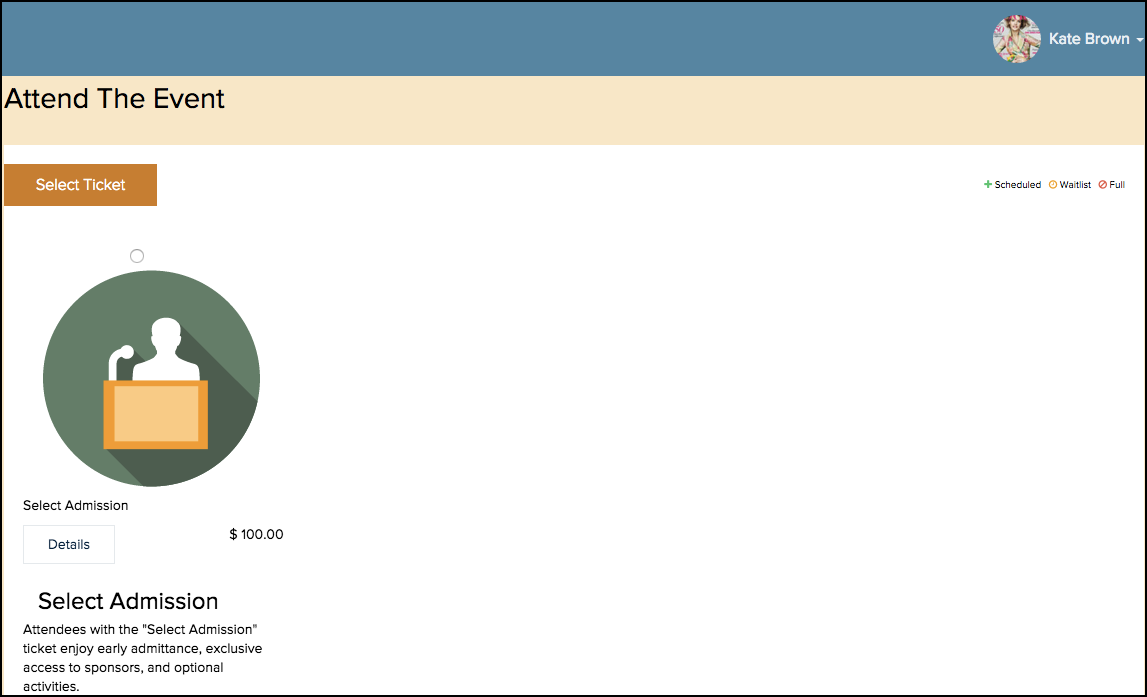 Kate Brown
Attend The Event
Select Ticket
Scheduled Waitlist Full
Select Admission
$ 100.00
Details
Select Admission
Attendees with the "Select Admission"
ticket enjoy early admittance, exclusive
access to sponsors, and optional
activities.